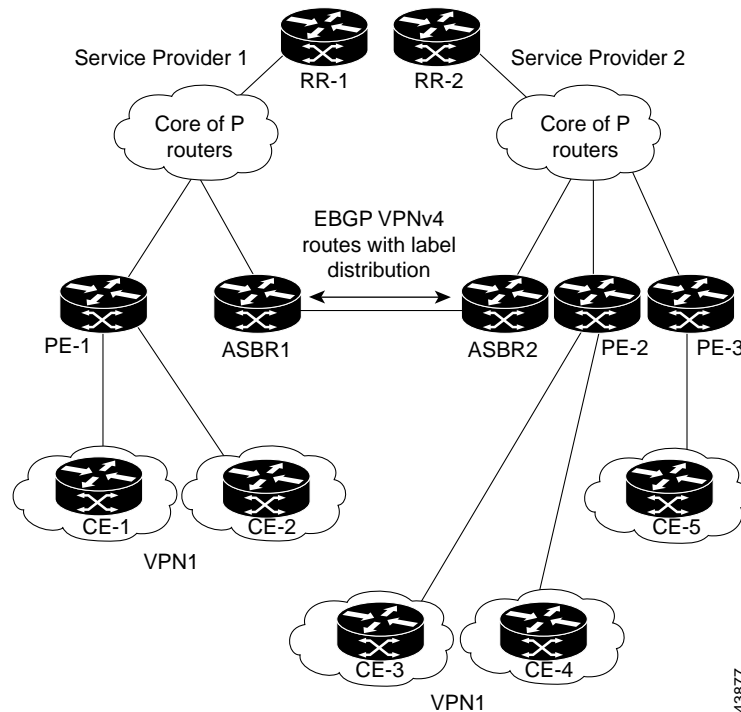 Service Provider 1
RR-1
RR-2
Service Provider 2
Core of P
routers
Core of P
routers
EBGP VPNv4
routes with label
distribution
PE-1
ASBR1
ASBR2
PE-2
PE-3
CE-1
CE-2
CE-5
VPN1
CE-3
CE-4
VPN1
43877